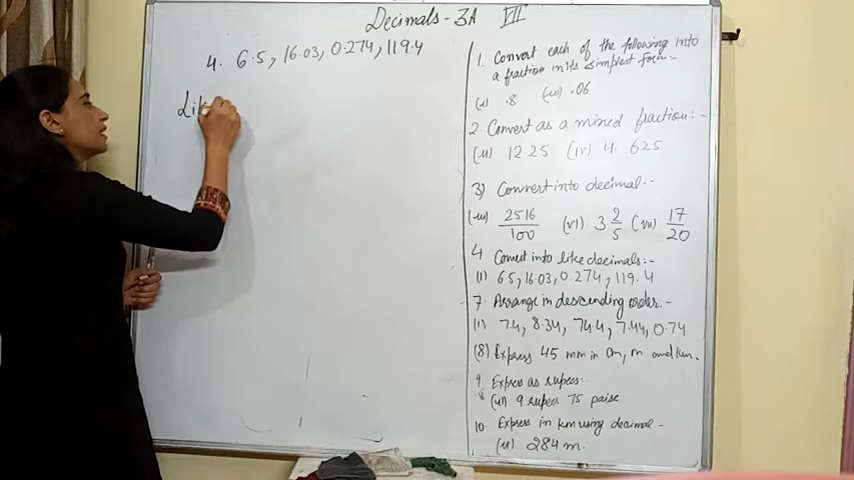 Decimals - 3A VII
4. 6.5, 16.03, 0.274, 119.4
Lik
1. Convert each of the following into
a fraction in its simplest form -
(i) .8 (iii) .06
2 Convert as a mixed fraction:-
(ii) 12.25 (iv) 4. 625
3) Convert into decimal--
(iii) 2516/100 (vi) 3 2/5 (vii) 17/20
4 Convert into like decimals:-
(i) 6.5, 16.03, 0.274, 119.4
7. Arrange in descending order:-
(i) 7.4, 8.34, 74.4, 7.44, 0.74
(8) Express 45 mm in cm, m and km.
9 Express as rupees:-
(iii) 9 rupees 75 paise
10. Express in km using decimal -
(ii) 284 m.